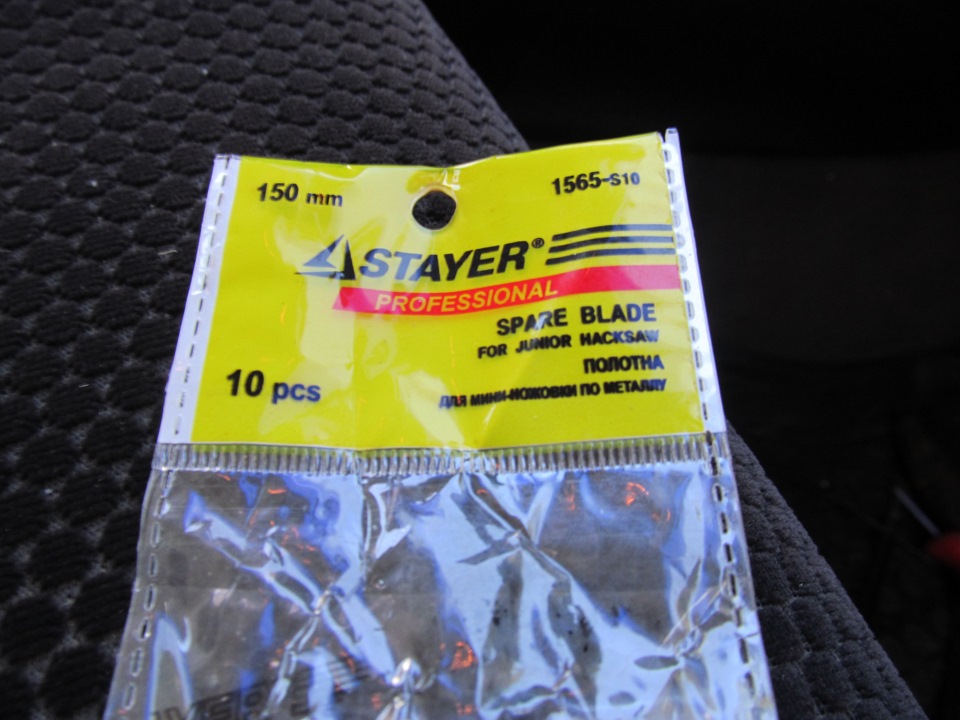 150 mm
1565-S10
STAYER®
PROFESSIONAL
SPARE BLADE
FOR JUNIOR HACKSAW
ПОЛОТНА
ДЛЯ МИНИ-НОЖОВКИ ПО МЕТАЛЛУ
10 pcs